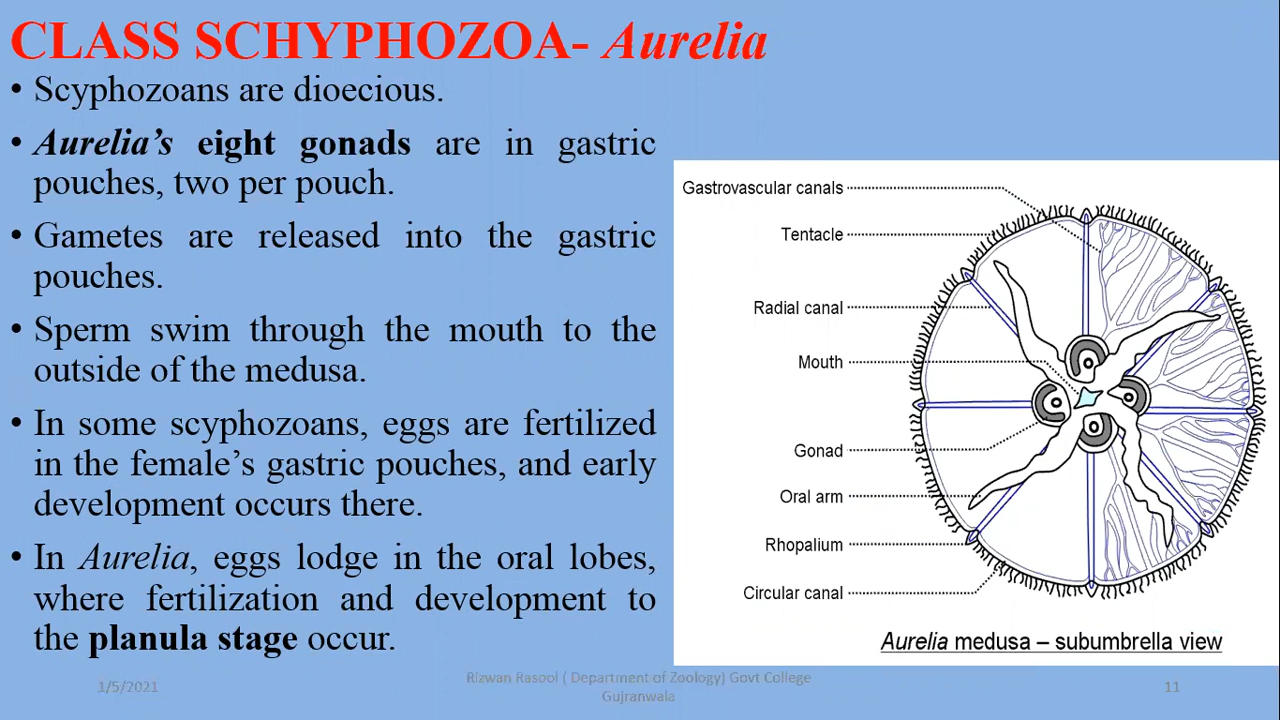 CLASS SCHYPHOZOA- Aurelia
• Scyphozoans are dioecious.
• Aurelia’s eight gonads are in gastric
pouches, two per pouch.
• Gametes are released into the gastric
pouches.
• Sperm swim through the mouth to the
outside of the medusa.
• In some scyphozoans, eggs are fertilized
in the female’s gastric pouches, and early
development occurs there.
• In Aurelia, eggs lodge in the oral lobes,
where fertilization and development to
the planula stage occur.
Gastrovascular canals
Tentacle
Radial canal
Mouth
Gonad
Oral arm
Rhopalium
Circular canal
Aurelia medusa – subumbrella view
1/5/2021
Rizwan Rasool ( Department of Zoology) Govt College
Gujranwala
11